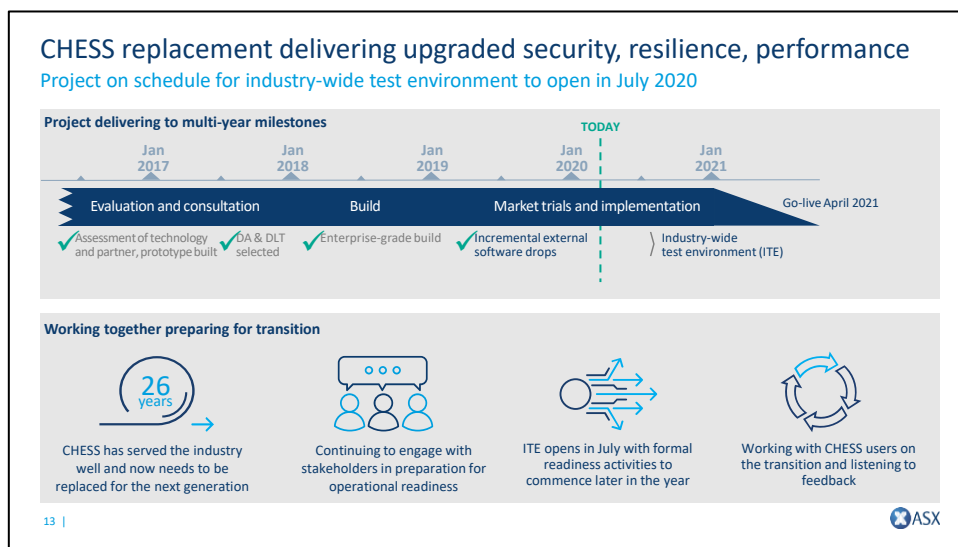 CHESS replacement delivering upgraded security, resilience, performance
Project on schedule for industry-wide test environment to open in July 2020
Project delivering to multi-year milestones
TODAY
Jan
2017
Jan
2018
Jan
2019
Jan
2020
Jan
2021
Evaluation and consultation
Build
Market trials and implementation
Go-live April 2021
Assessment of technology
and partner, prototype built
DA & DLT
selected
Enterprise-grade build
Incremental external
software drops
Industry-wide
test environment (ITE)
Working together preparing for transition
26
years
CHESS has served the industry
well and now needs to be
replaced for the next generation
Continuing to engage with
stakeholders in preparation for
operational readiness
ITE opens in July with formal
readiness activities to
commence later in the year
Working with CHESS users on
the transition and listening to
feedback
13 |
ASX